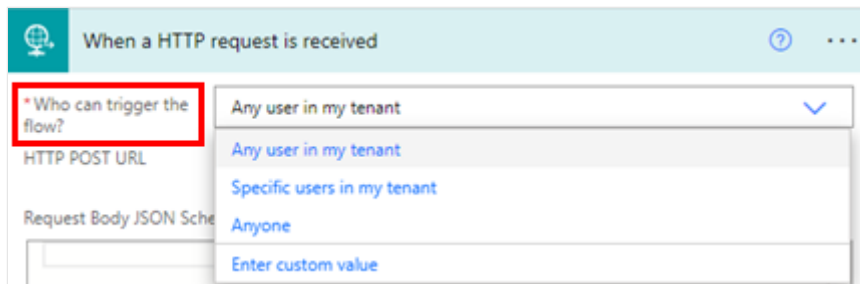 When a HTTP request is received
* Who can trigger the
flow?
Any user in my tenant
HTTP POST URL
Any user in my tenant
Specific users in my tenant
Request Body JSON Sche
Anyone
Enter custom value